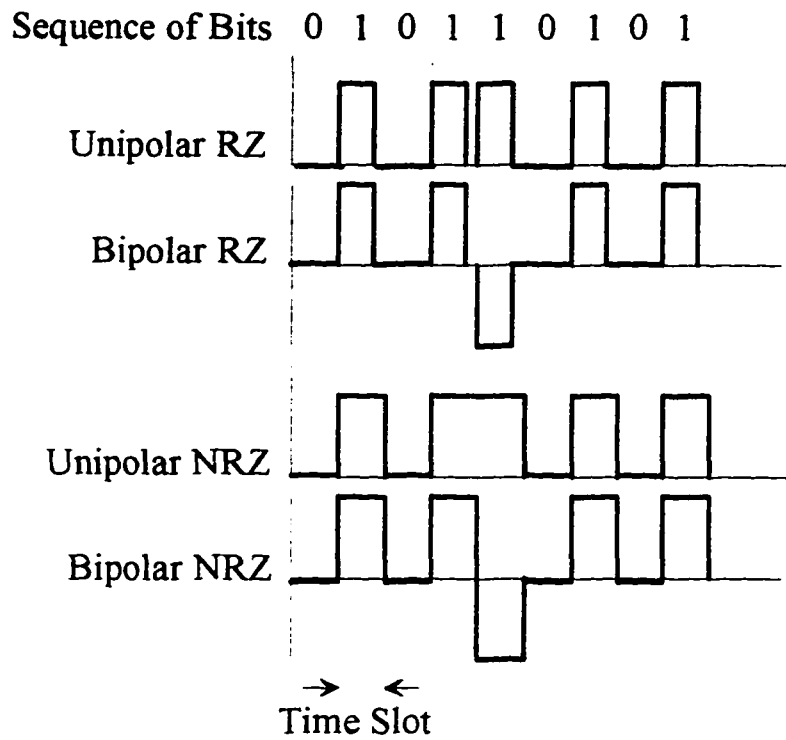 Sequence of Bits 0 1 0 1 1 0 1 0 1
Unipolar RZ
Bipolar RZ
Unipolar NRZ
Bipolar NRZ
Time Slot